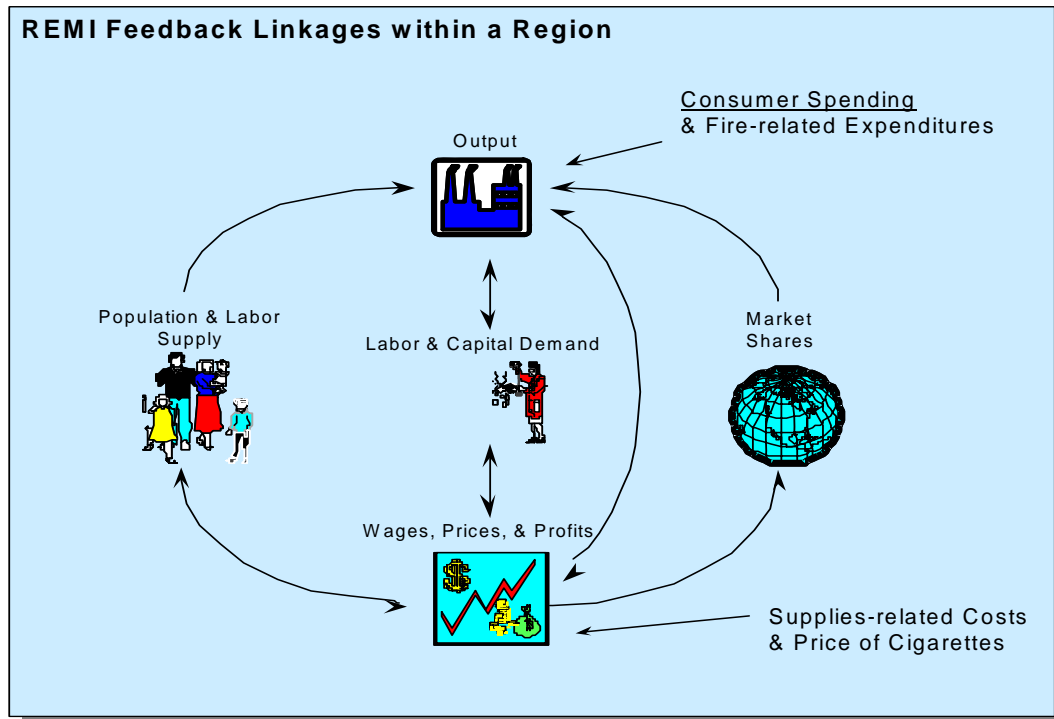 REMI Feedback Linkages within a Region
Consumer Spending
& Fire-related Expenditures
Output
Population & Labor
Supply
Labor & Capital Demand
Market
Shares
Wages, Prices, & Profits
$
Supplies-related Costs
& Price of Cigarettes